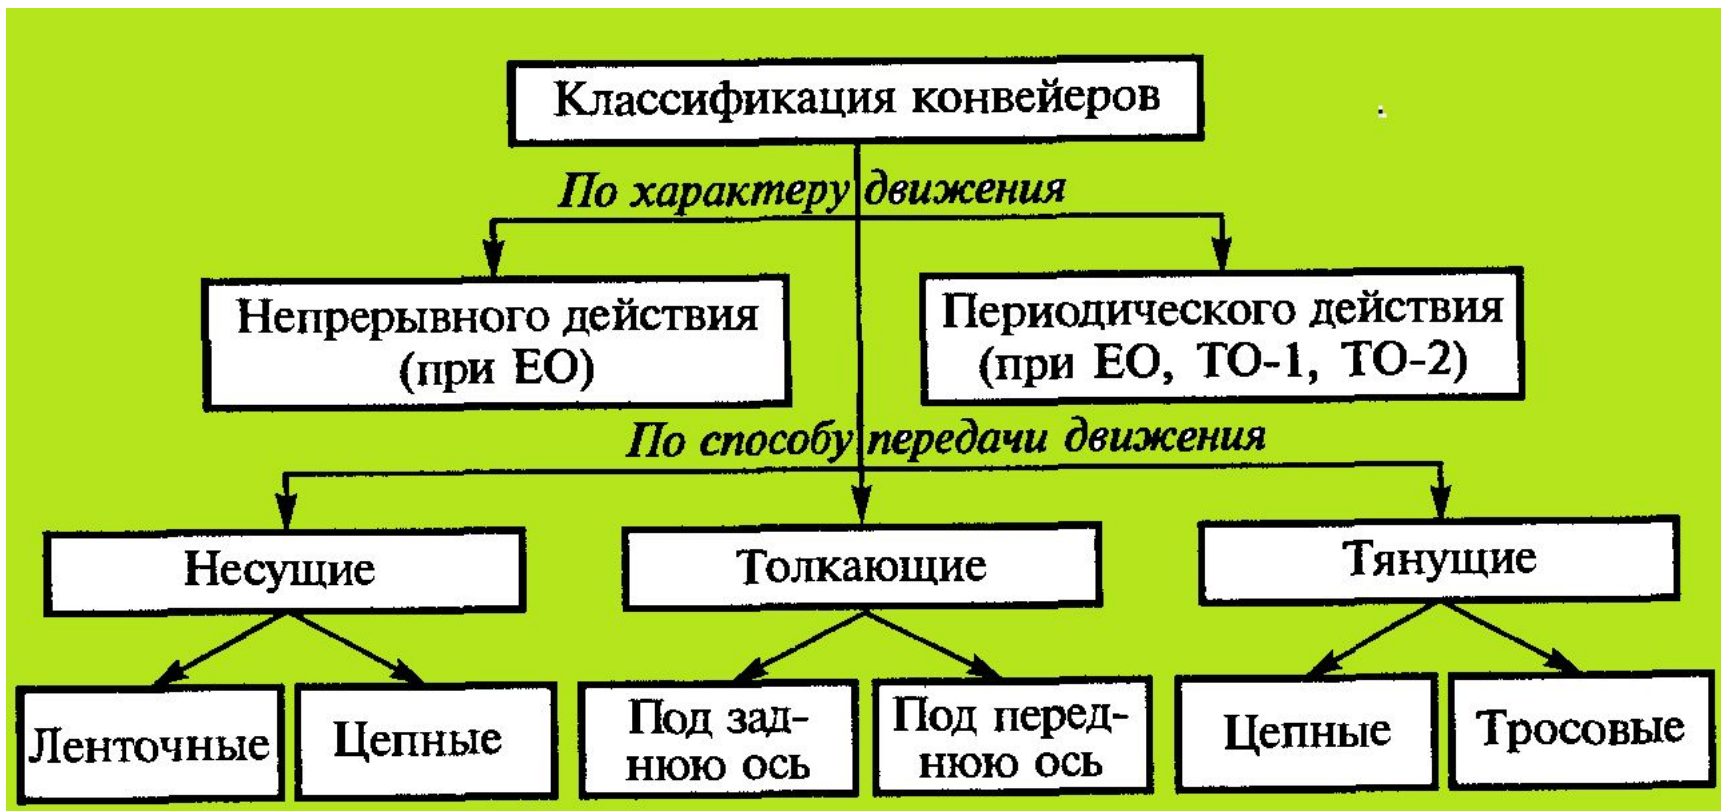 Классификация конвейеров
По характеру движения
Непрерывного действия
(при ЕО)
Периодического действия
(при ЕО, ТО-1, ТО-2)
По способу передачи движения
Несущие
Толкающие
Тянущие
Ленточные
Цепные
Под зад-
нюю ось
Под перед-
нюю ось
Цепные
Тросовые